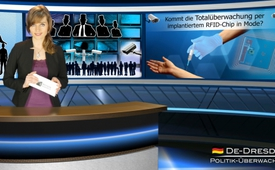 Kommt die Totalüberwachung per
implantiertem RFID-Chip in Mode?
De-Dresd
Politik-Überwach